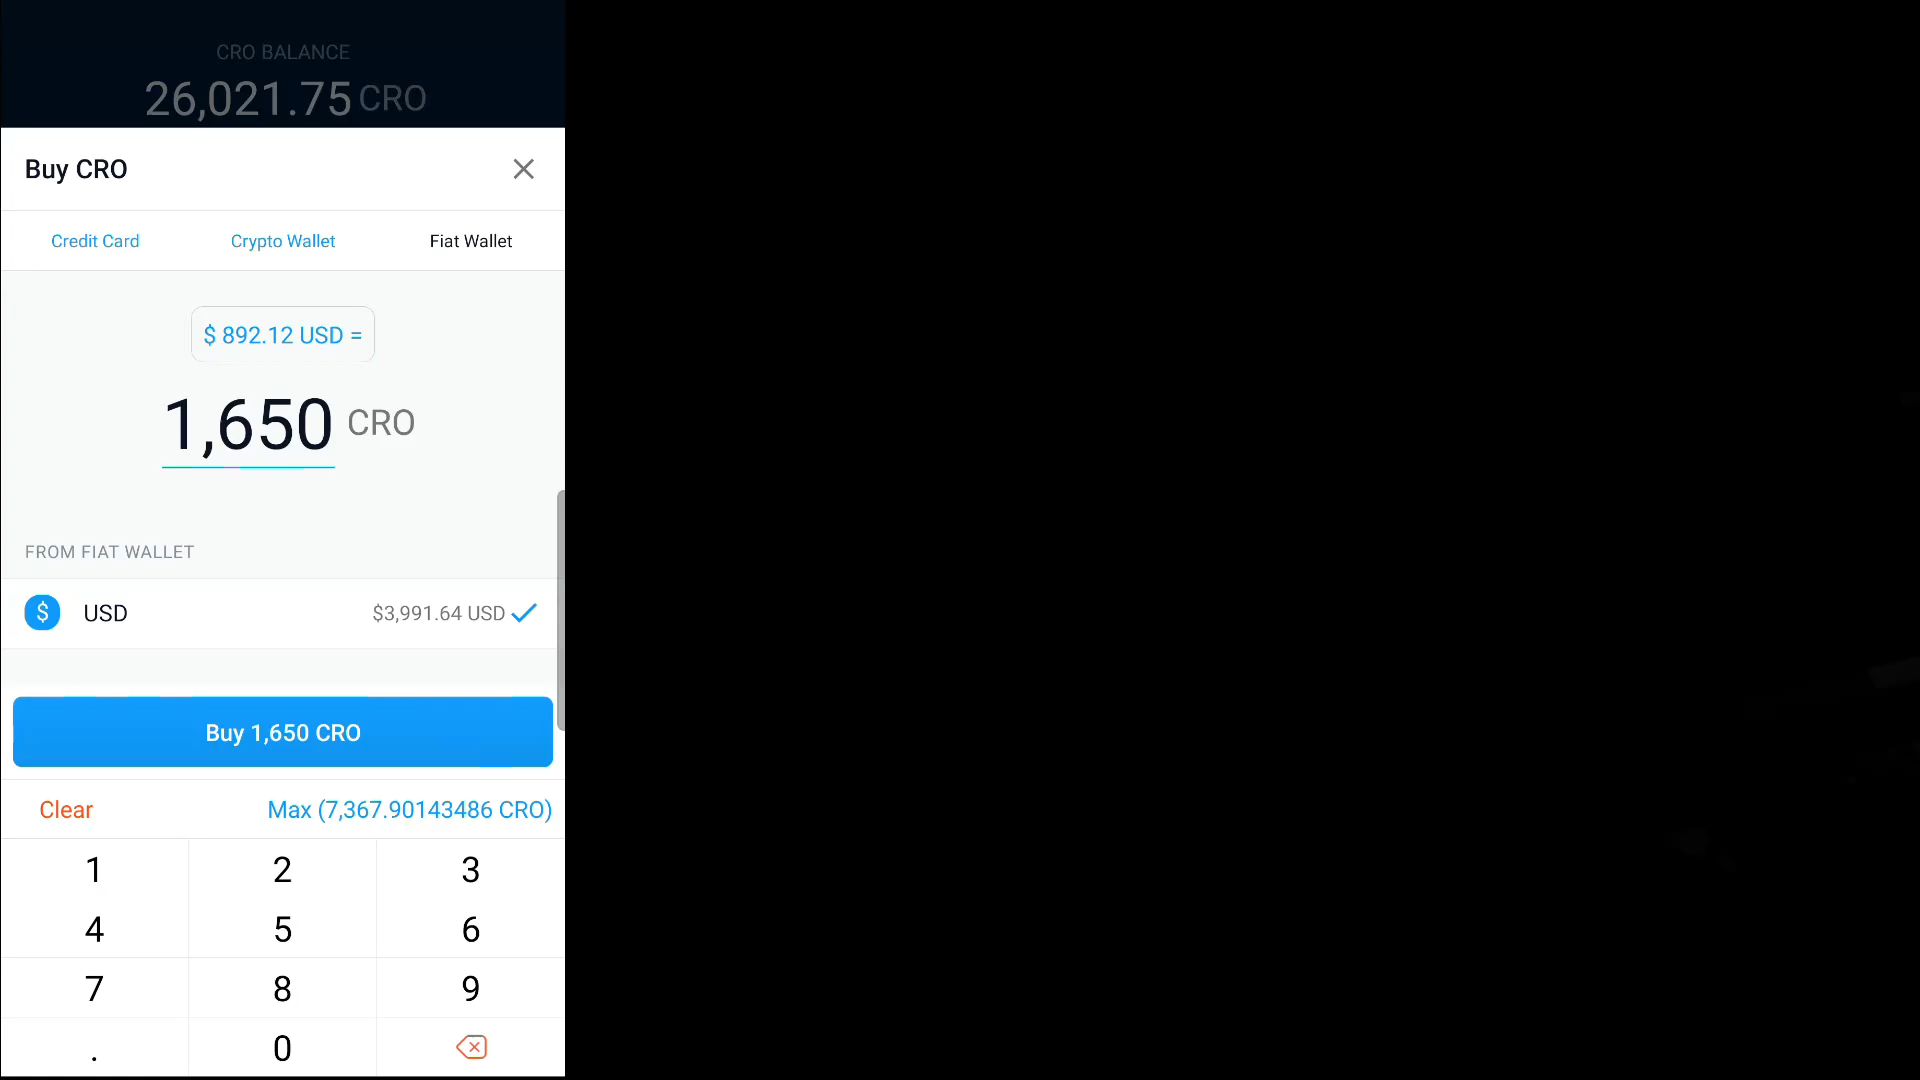 CRO BALANCE
26,021.75 CRO
Buy CRO
Credit Card Crypto Wallet Fiat Wallet
$ 892.12 USD =
1,650 CRO
FROM FIAT WALLET
$ USD $3,991.64 USD
Buy 1,650 CRO
Clear Max (7,367.90143486 CRO)
1 2 3
4 5 6
7 8 9
. 0